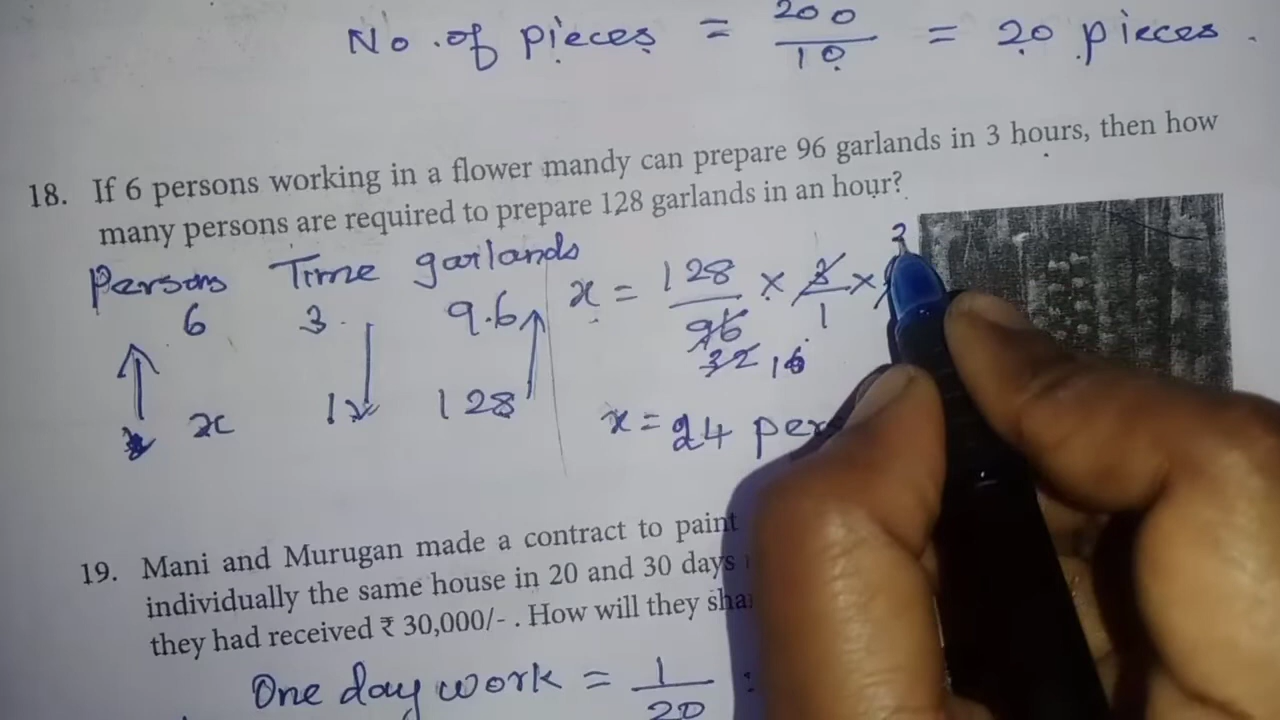 No. of pieces = 200 / 10 = 20 pieces.
18. If 6 persons working in a flower mandy can prepare 96 garlands in 3 hours, then how
many persons are required to prepare 128 garlands in an hour?
Persons Time garlands
6 3 9.6
x 1 128
x = 128 / 96 × 3 / 1 ×
32 16
x = 24
19. Mani and Murugan made a contract to paint
individually the same house in 20 and 30 days
they had received ₹ 30,000/- . How will they
One day work = 1 / 20 :